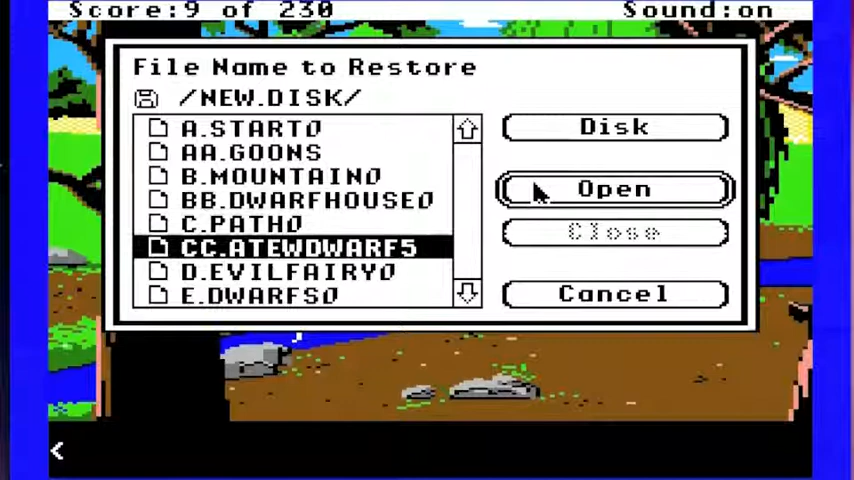 Score:9 of 230 Sound:on
File Name to Restore
/NEW.DISK/
A.START0
AA.GOONS
B.MOUNTAIN0
BB.DWARFHOUSE0
C.PATH0
CC.ATEWDWARF5
D.EVILFAIRY0
E.DWARFS0
Disk
Open
Close
Cancel
<